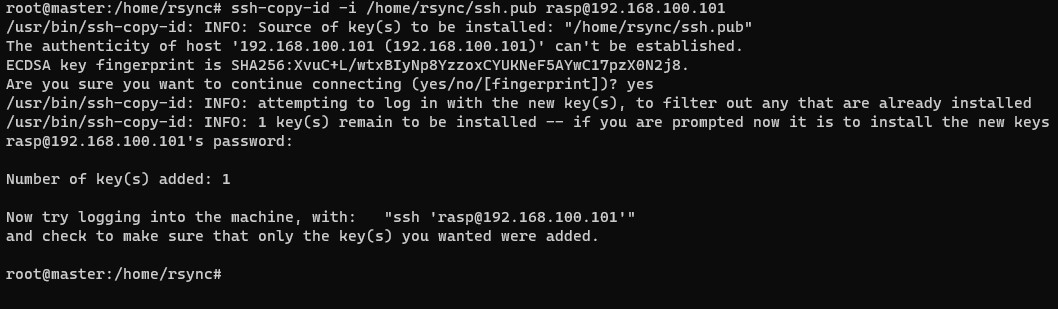 root@master:/home/rsync# ssh-copy-id -i /home/rsync/ssh.pub rasp@192.168.100.101
/usr/bin/ssh-copy-id: INFO: Source of key(s) to be installed: "/home/rsync/ssh.pub"
The authenticity of host '192.168.100.101 (192.168.100.101)' can't be established.
ECDSA key fingerprint is SHA256:XvuC+L/wtxBIyNp8YzzoxCYUKNeF5AYwC17pzX0N2j8.
Are you sure you want to continue connecting (yes/no/[fingerprint])? yes
/usr/bin/ssh-copy-id: INFO: attempting to log in with the new key(s), to filter out any that are already installed
/usr/bin/ssh-copy-id: INFO: 1 key(s) remain to be installed -- if you are prompted now it is to install the new keys
rasp@192.168.100.101's password:
Number of key(s) added: 1
Now try logging into the machine, with:   "ssh 'rasp@192.168.100.101'"
and check to make sure that only the key(s) you wanted were added.
root@master:/home/rsync#